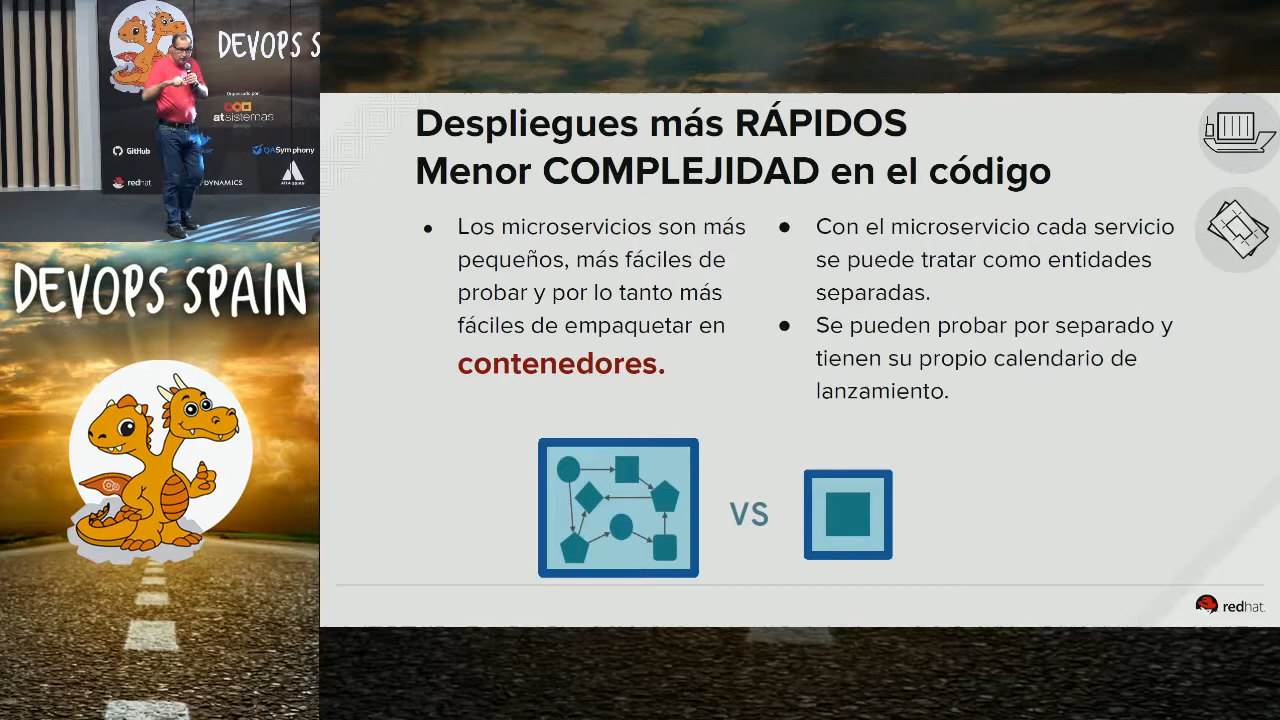 DEVOPS S
Organizado por:
atsistemas
GitHub
QASymphony
redhat.
DYNAMICS
ATLASSIAN
DEVOPS SPAIN
Despliegues más RÁPIDOS
Menor COMPLEJIDAD en el código
Los microservicios son más
pequeños, más fáciles de
probar y por lo tanto más
fáciles de empaquetar en
contenedores.
Con el microservicio cada servicio
se puede tratar como entidades
separadas.
Se pueden probar por separado y
tienen su propio calendario de
lanzamiento.
VS
redhat.